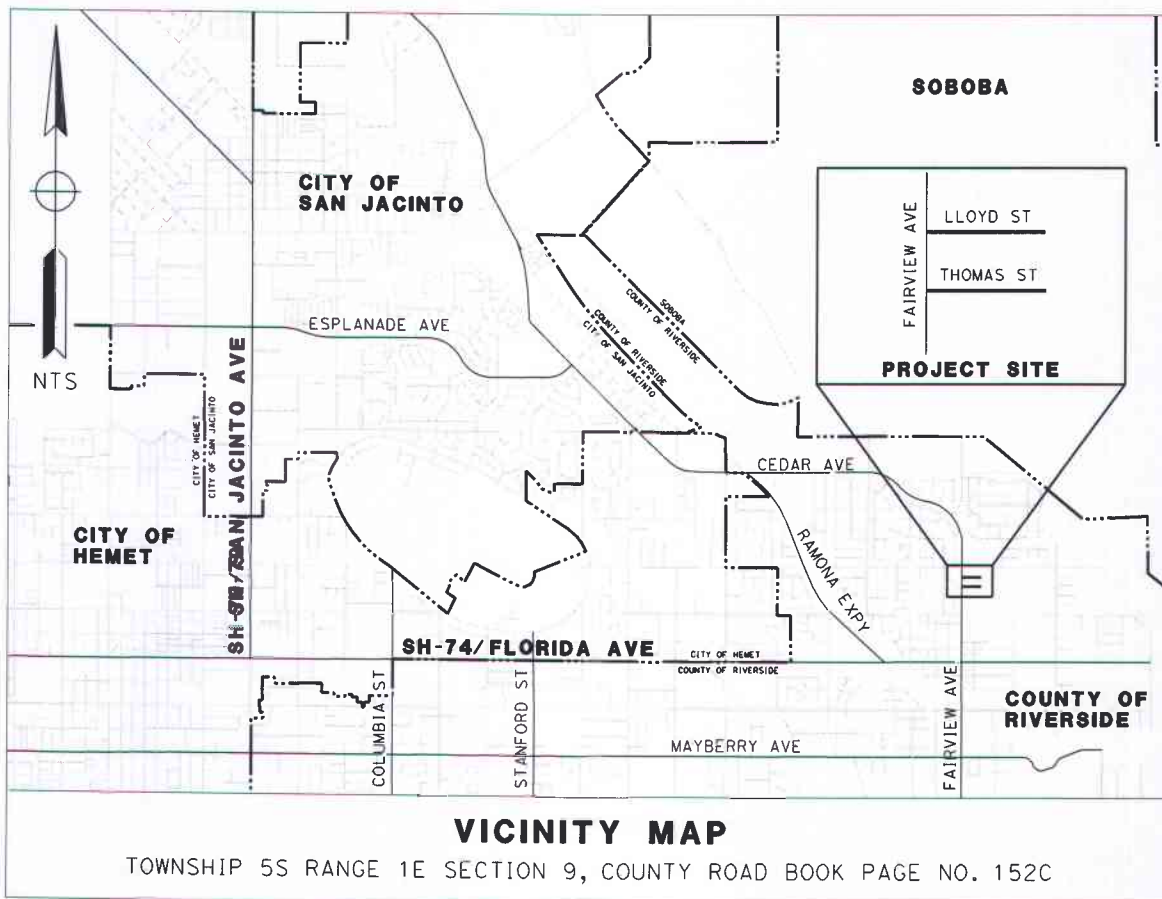 SOBOBA
CITY OF
SAN JACINTO
FAIRVIEW AVE
LLOYD ST
THOMAS ST
PROJECT SITE
NTS
ESPLANADE AVE
SOBOBA
COUNTY OF RIVERSIDE
COUNTY OF RIVERSIDE
CITY OF SAN JACINTO
CITY OF HEMET
CITY OF SAN JACINTO
SAN JACINTO AVE
CITY OF
HEMET
CEDAR AVE
RAMONA EXPY
SH-74/FLORIDA AVE
CITY OF HEMET
COUNTY OF RIVERSIDE
COLUMBIA ST
STANFORD ST
MAYBERRY AVE
FAIRVIEW AVE
COUNTY OF
RIVERSIDE
VICINITY MAP
TOWNSHIP 5S RANGE 1E SECTION 9, COUNTY ROAD BOOK PAGE NO. 152C